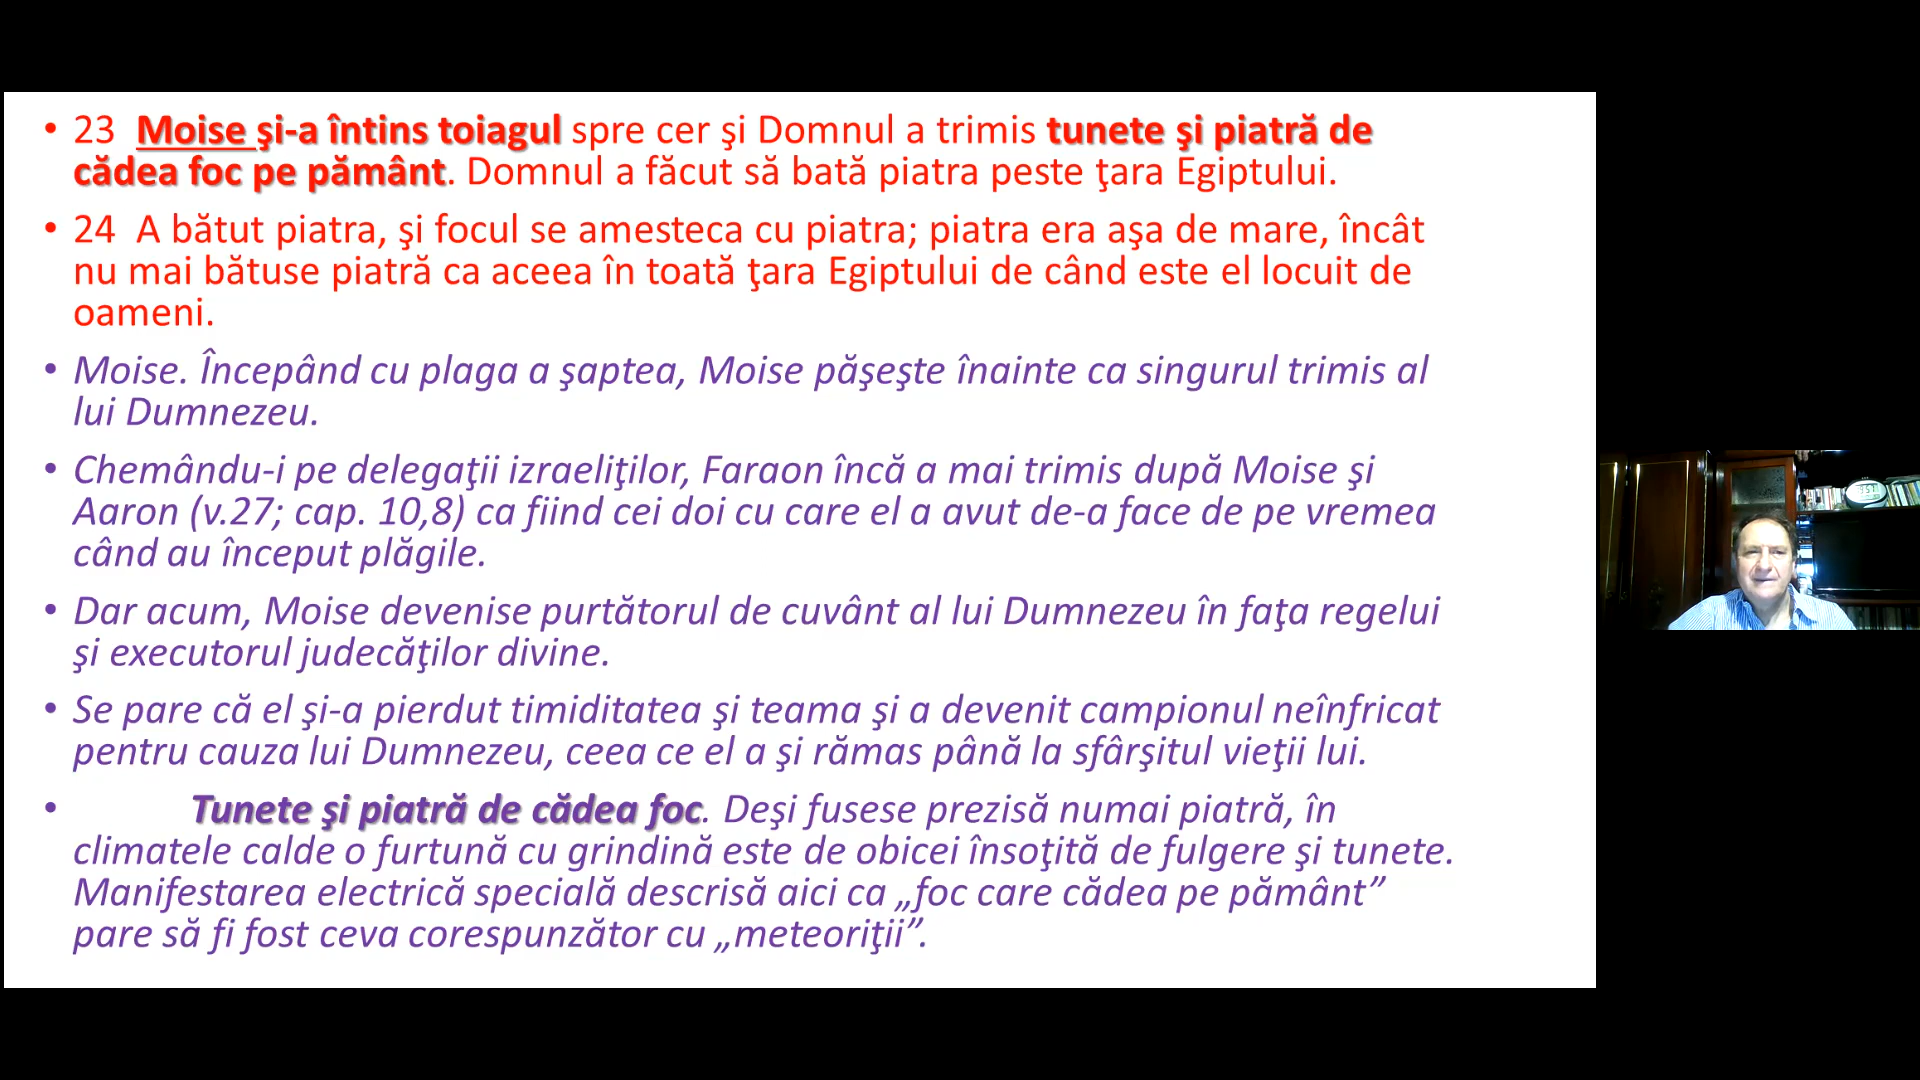 • 23  Moise şi-a întins toiagul spre cer şi Domnul a trimis tunete şi piatră de
cădea foc pe pământ. Domnul a făcut să bată piatra peste ţara Egiptului.
• 24  A bătut piatra, şi focul se amesteca cu piatra; piatra era aşa de mare, încât
nu mai bătuse piatră ca aceea în toată ţara Egiptului de când este el locuit de
oameni.
• Moise. Începând cu plaga a şaptea, Moise păşeşte înainte ca singurul trimis al
lui Dumnezeu.
• Chemându-i pe delegaţii izraeliţilor, Faraon încă a mai trimis după Moise şi
Aaron (v.27; cap. 10,8) ca fiind cei doi cu care el a avut de-a face de pe vremea
când au început plăgile.
• Dar acum, Moise devenise purtătorul de cuvânt al lui Dumnezeu în faţa regelui
şi executorul judecăţilor divine.
• Se pare că el şi-a pierdut timiditatea şi teama şi a devenit campionul neînfricat
pentru cauza lui Dumnezeu, ceea ce el a şi rămas până la sfârşitul vieţii lui.
• Tunete şi piatră de cădea foc. Deşi fusese prezisă numai piatră, în
climatele calde o furtună cu grindină este de obicei însoţită de fulgere şi tunete.
Manifestarea electrică specială descrisă aici ca „foc care cădea pe pământ”
pare să fi fost ceva corespunzător cu „meteoriţii”.